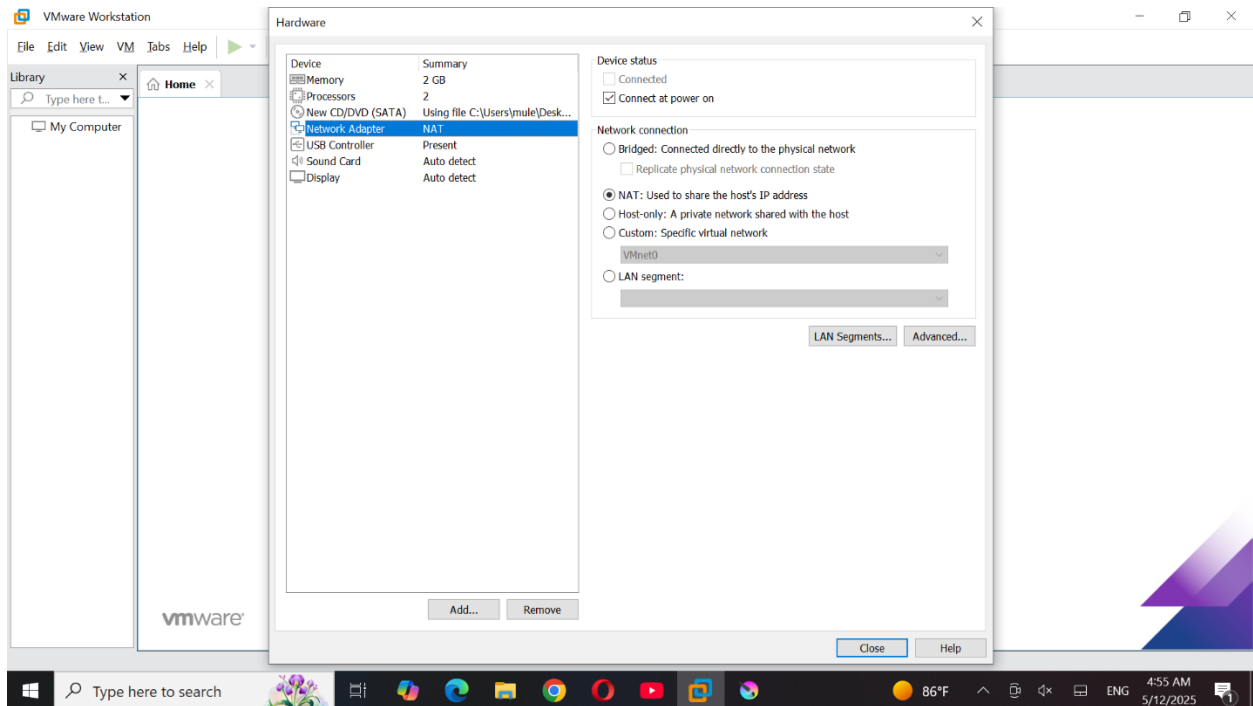 VMware Workstation
File Edit View VM Tabs Help
Library
Type here t...
My Computer
Home
vmware
Hardware
Device Summary
Memory 2 GB
Processors 2
New CD/DVD (SATA) Using file C:\Users\mule\Desk...
Network Adapter NAT
USB Controller Present
Sound Card Auto detect
Display Auto detect
Add... Remove
Device status
Connected
Connect at power on
Network connection
Bridged: Connected directly to the physical network
Replicate physical network connection state
NAT: Used to share the host's IP address
Host-only: A private network shared with the host
Custom: Specific virtual network
VMnet0
LAN segment:
LAN Segments... Advanced...
Close Help
Type here to search
86°F
ENG
4:55 AM
5/12/2025
1